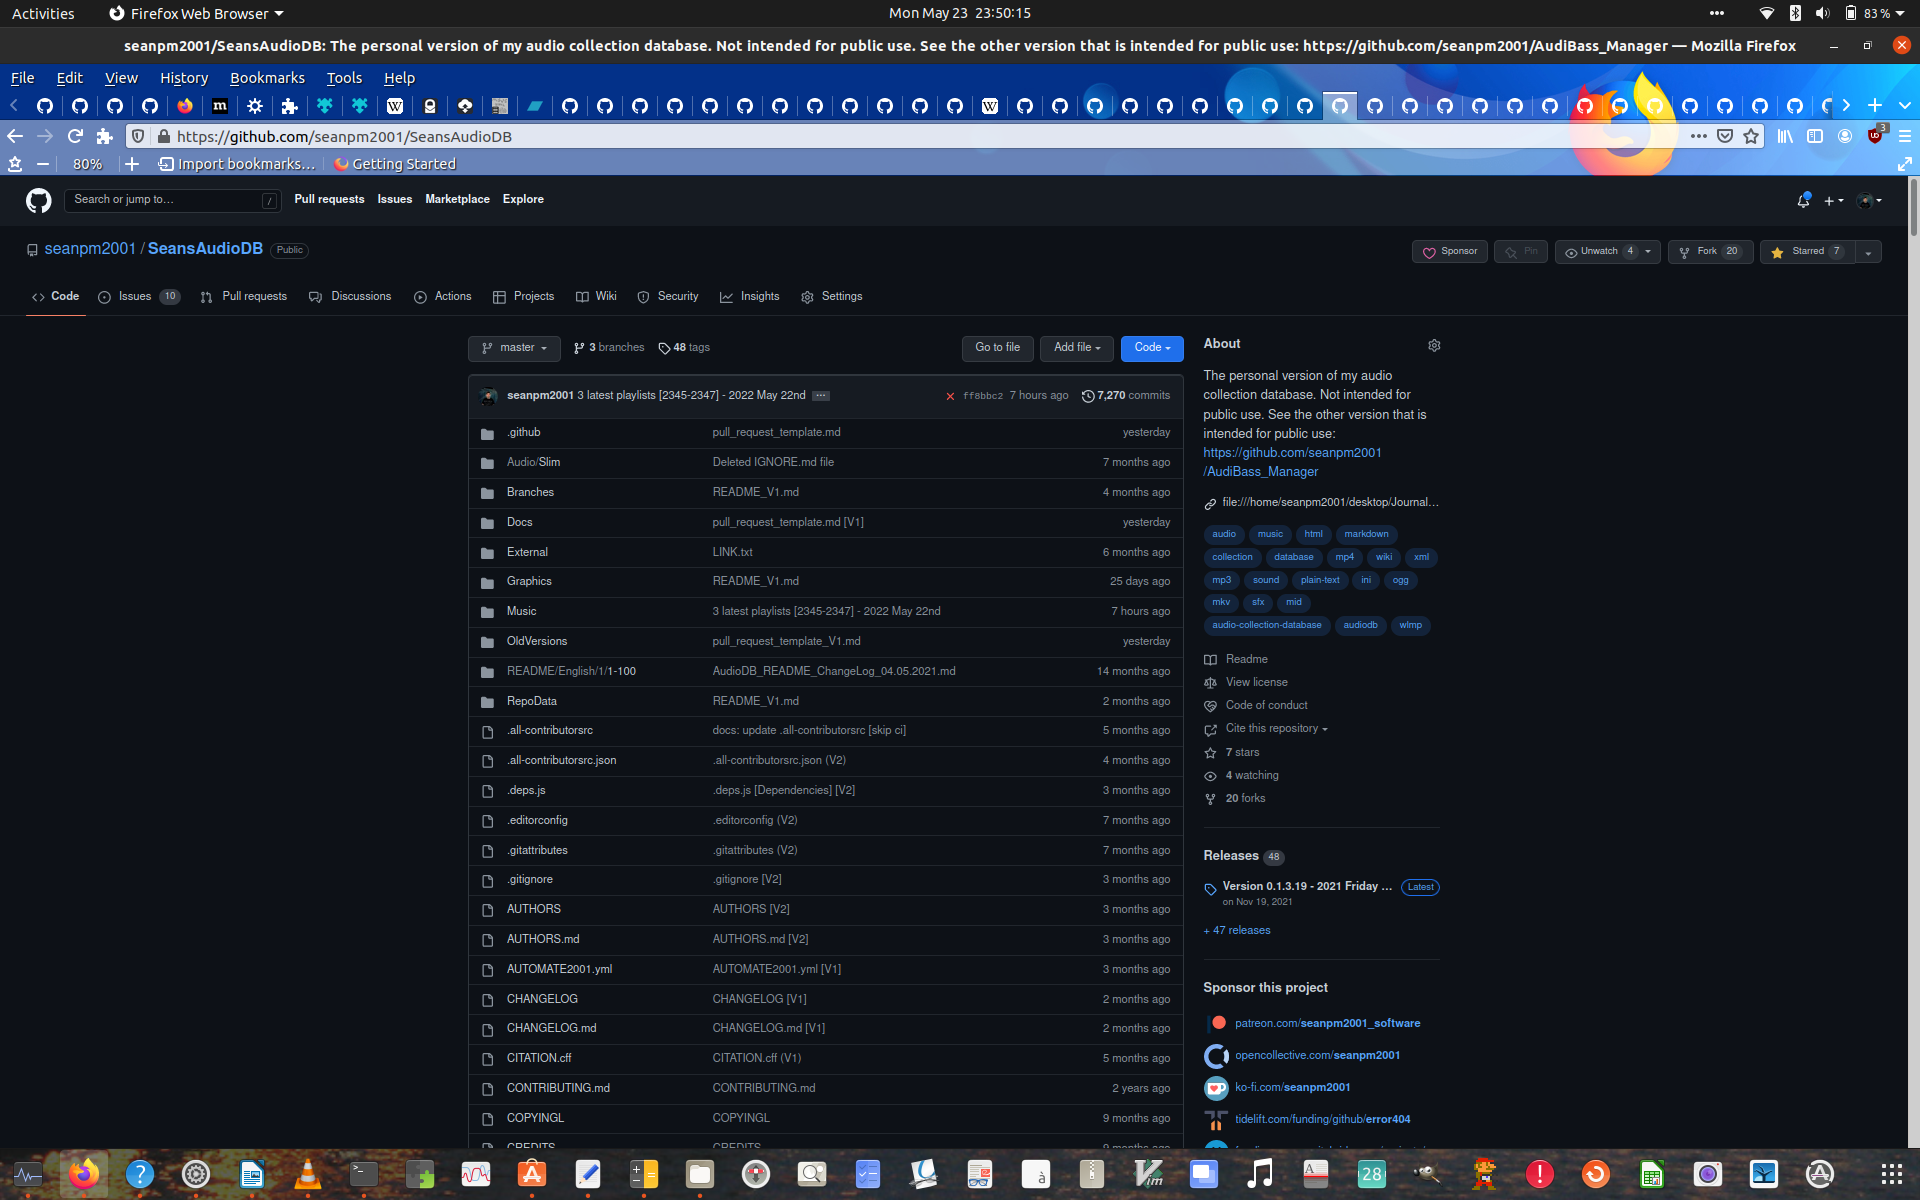 Activities
Firefox Web Browser
Mon May 23 23:50:15
83 %
seanpm2001/SeansAudioDB: The personal version of my audio collection database. Not intended for public use. See the other version that is intended for public use: https://github.com/seanpm2001/AudiBass_Manager — Mozilla Firefox
File Edit View History Bookmarks Tools Help
https://github.com/seanpm2001/SeansAudioDB
3
80%
Import bookmarks…
Getting Started
Search or jump to…
/
Pull requests Issues Marketplace Explore
seanpm2001 / SeansAudioDB Public
Sponsor
Pin
Unwatch 4
Fork 20
Starred 7
Code
Issues 10
Pull requests
Discussions
Actions
Projects
Wiki
Security
Insights
Settings
master
3 branches
48 tags
Go to file
Add file
Code
seanpm2001 3 latest playlists [2345-2347] - 2022 May 22nd ... ff8bbc2 7 hours ago 7,270 commits
.github pull_request_template.md yesterday
Audio/Slim Deleted IGNORE.md file 7 months ago
Branches README_V1.md 4 months ago
Docs pull_request_template.md [V1] yesterday
External LINK.txt 6 months ago
Graphics README_V1.md 25 days ago
Music 3 latest playlists [2345-2347] - 2022 May 22nd 7 hours ago
OldVersions pull_request_template_V1.md yesterday
README/English/1/1-100 AudioDB_README_ChangeLog_04.05.2021.md 14 months ago
RepoData README_V1.md 2 months ago
.all-contributorsrc docs: update .all-contributorsrc [skip ci] 5 months ago
.all-contributorsrc.json .all-contributorsrc.json (V2) 4 months ago
.deps.js .deps.js [Dependencies] [V2] 3 months ago
.editorconfig .editorconfig (V2) 7 months ago
.gitattributes .gitattributes (V2) 7 months ago
.gitignore .gitignore [V2] 3 months ago
AUTHORS AUTHORS [V2] 3 months ago
AUTHORS.md AUTHORS.md [V2] 3 months ago
AUTOMATE2001.yml AUTOMATE2001.yml [V1] 3 months ago
CHANGELOG CHANGELOG [V1] 2 months ago
CHANGELOG.md CHANGELOG.md [V1] 2 months ago
CITATION.cff CITATION.cff (V1) 5 months ago
CONTRIBUTING.md CONTRIBUTING.md 2 years ago
COPYINGL COPYINGL 9 months ago
CREDITS CREDITS 9 months ago
About
The personal version of my audio
collection database. Not intended for
public use. See the other version that is
intended for public use:
https://github.com/seanpm2001
/AudiBass_Manager
file:///home/seanpm2001/desktop/Journal…
audio music html markdown
collection database mp4 wiki xml
mp3 sound plain-text ini ogg
mkv sfx mid
audio-collection-database audiodb wlmp
Readme
View license
Code of conduct
Cite this repository
7 stars
4 watching
20 forks
Releases 48
Version 0.1.3.19 - 2021 Friday ... Latest
on Nov 19, 2021
+ 47 releases
Sponsor this project
patreon.com/seanpm2001_software
opencollective.com/seanpm2001
ko-fi.com/seanpm2001
tidelift.com/funding/github/error404
28